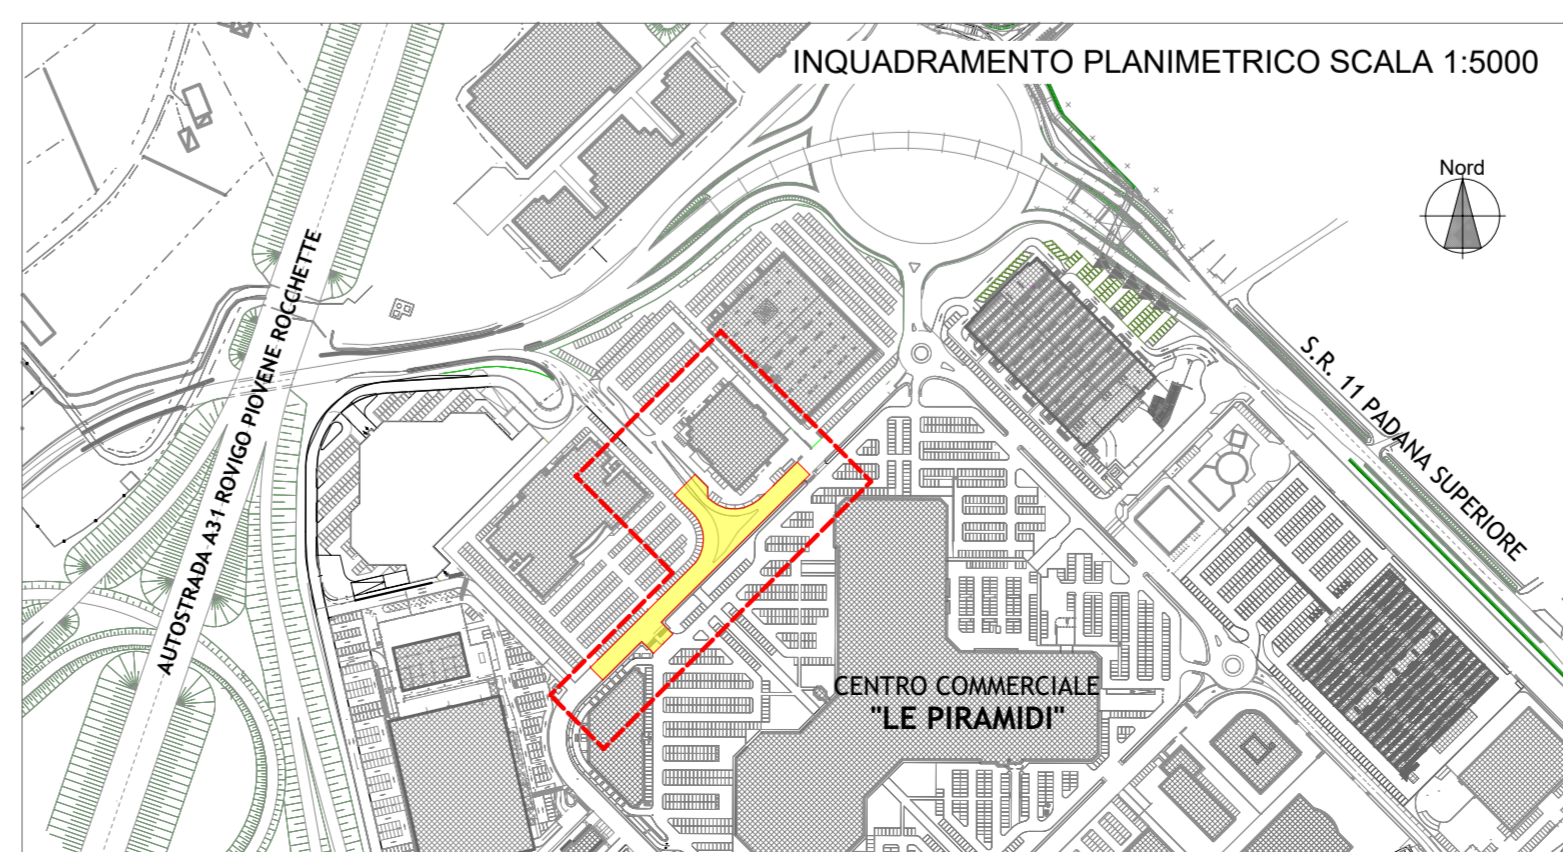 INQUADRAMENTO PLANIMETRICO SCALA 1:5000
Nord
AUTOSTRADA A31 ROVIGO PIOVENE ROCCHETTE
S.R. 11 PADANA SUPERIORE
CENTRO COMMERCIALE
"LE PIRAMIDI"